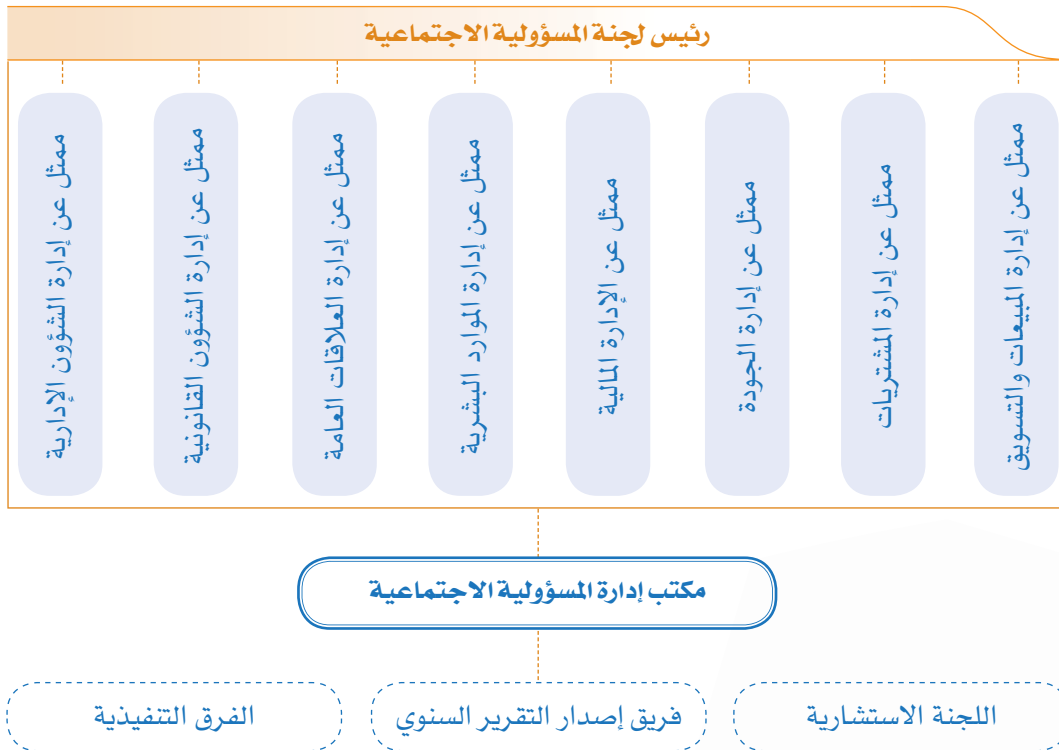 رئيس لجنة المسؤولية الاجتماعية
ممثل عن إدارة المبيعات والتسويق
ممثل عن إدارة المشتريات
ممثل عن إدارة الجودة
ممثل عن الإدارة المالية
ممثل عن إدارة الموارد البشرية
ممثل عن إدارة العلاقات العامة
ممثل عن إدارة الشؤون القانونية
ممثل عن إدارة الشؤون الإدارية
مكتب إدارة المسؤولية الاجتماعية
اللجنة الاستشارية
فريق إصدار التقرير السنوي
الفرق التنفيذية